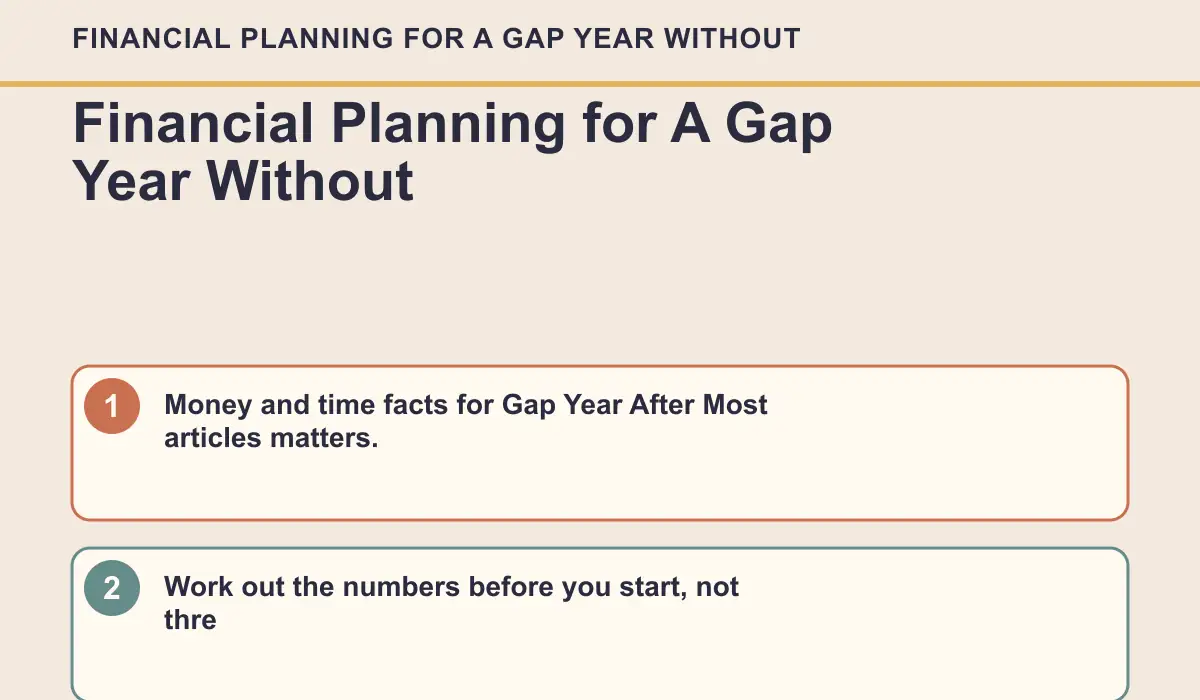 FINANCIAL PLANNING FOR A GAP YEAR WITHOUT
Financial Planning for A Gap
Year Without
1
Money and time facts for Gap Year After Most
articles matters.
2
Work out the numbers before you start, not
thre